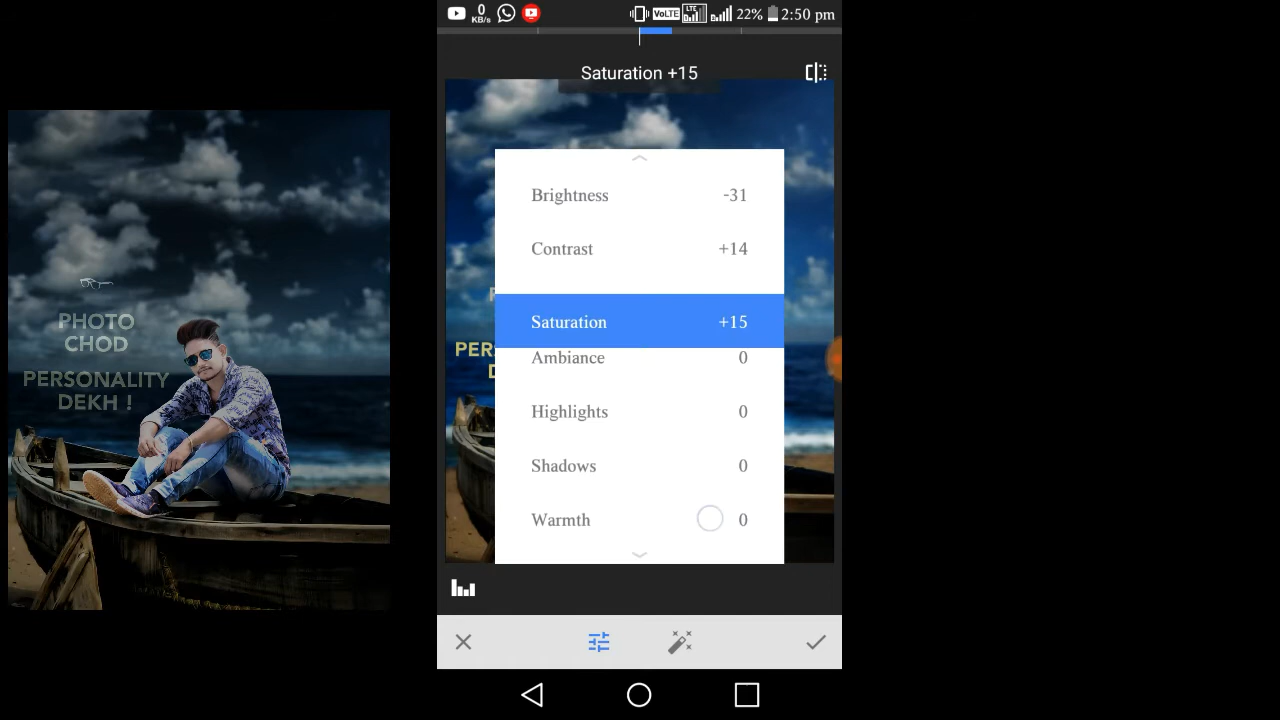 PHOTO
CHOD
PERSONALITY
DEKH !
0
KB/s
VoLTE
LTE
22%
2:50 pm
Saturation +15
Brightness -31
Contrast +14
Saturation +15
Ambiance 0
Highlights 0
Shadows 0
Warmth 0
PER